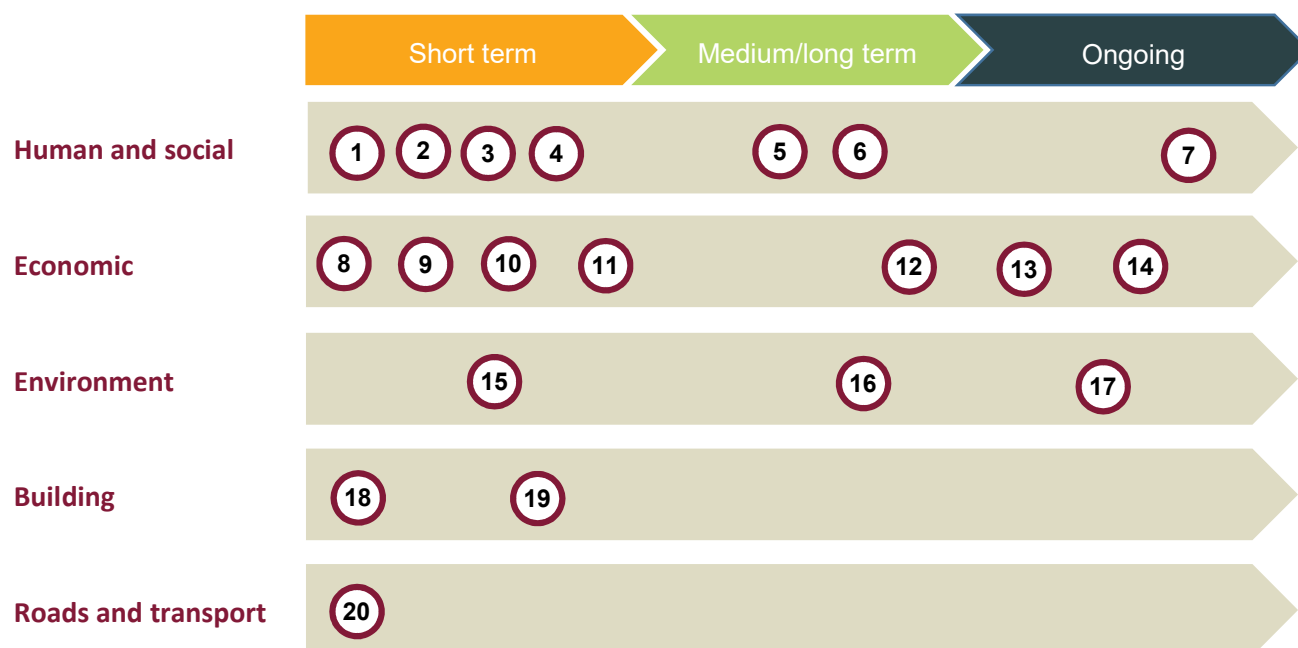 Short term Medium/long term Ongoing
Human and social 1 2 3 4 5 6 7
Economic 8 9 10 11 12 13 14
Environment 15 16 17
Building 18 19
Roads and transport 20